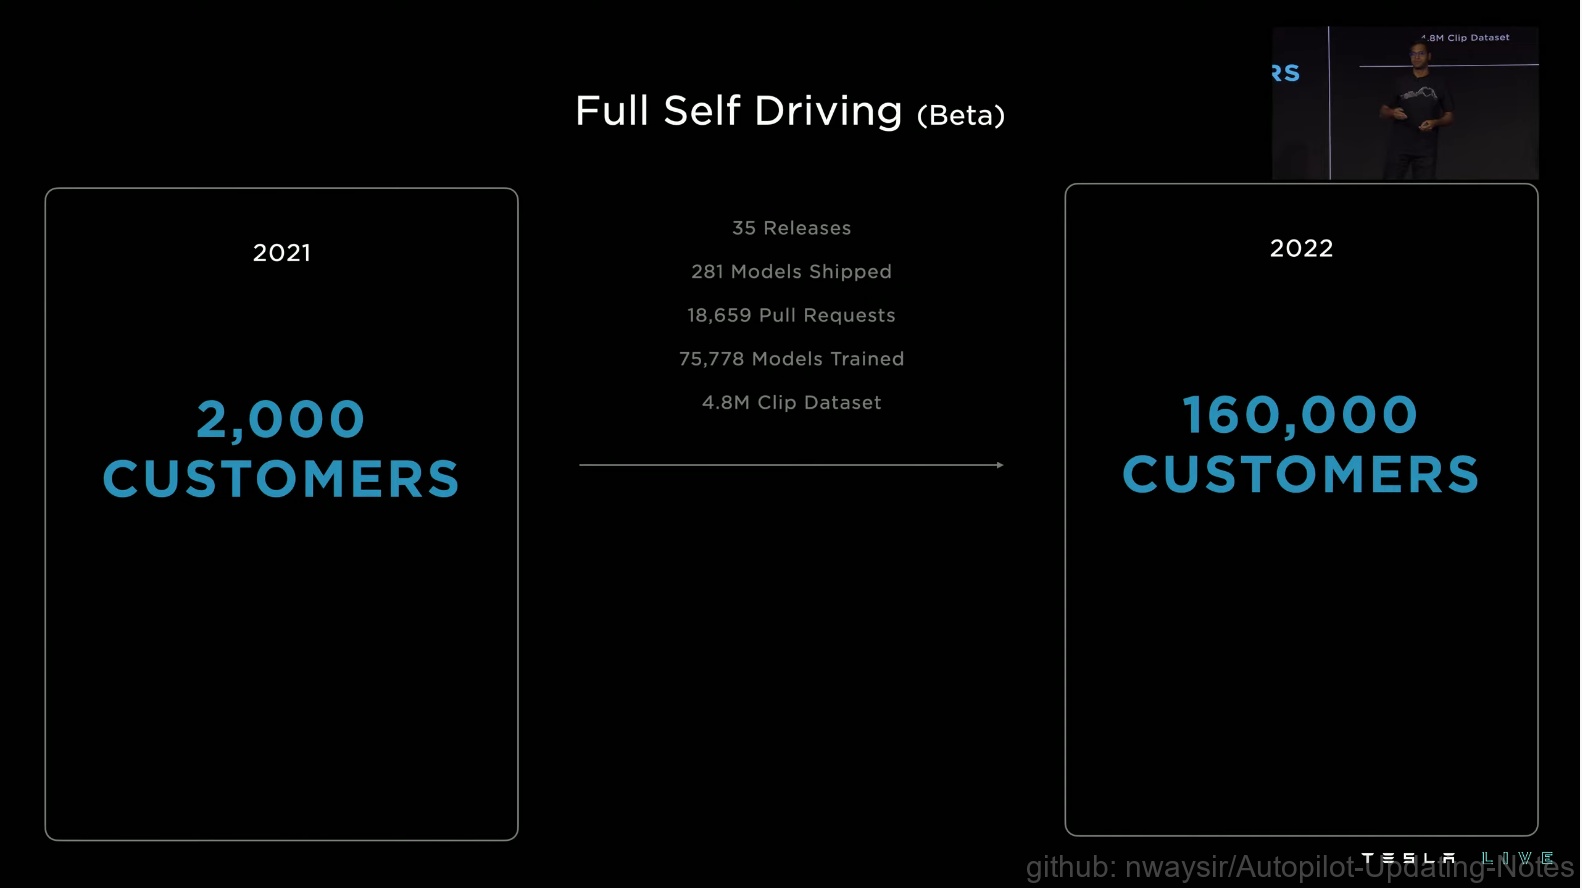 4.8M Clip Dataset
RS
Full Self Driving (Beta)
2021
2,000
CUSTOMERS
35 Releases
281 Models Shipped
18,659 Pull Requests
75,778 Models Trained
4.8M Clip Dataset
2022
160,000
CUSTOMERS
TESLA LIVE
github: nwaysir/Autopilot-Updating-Notes